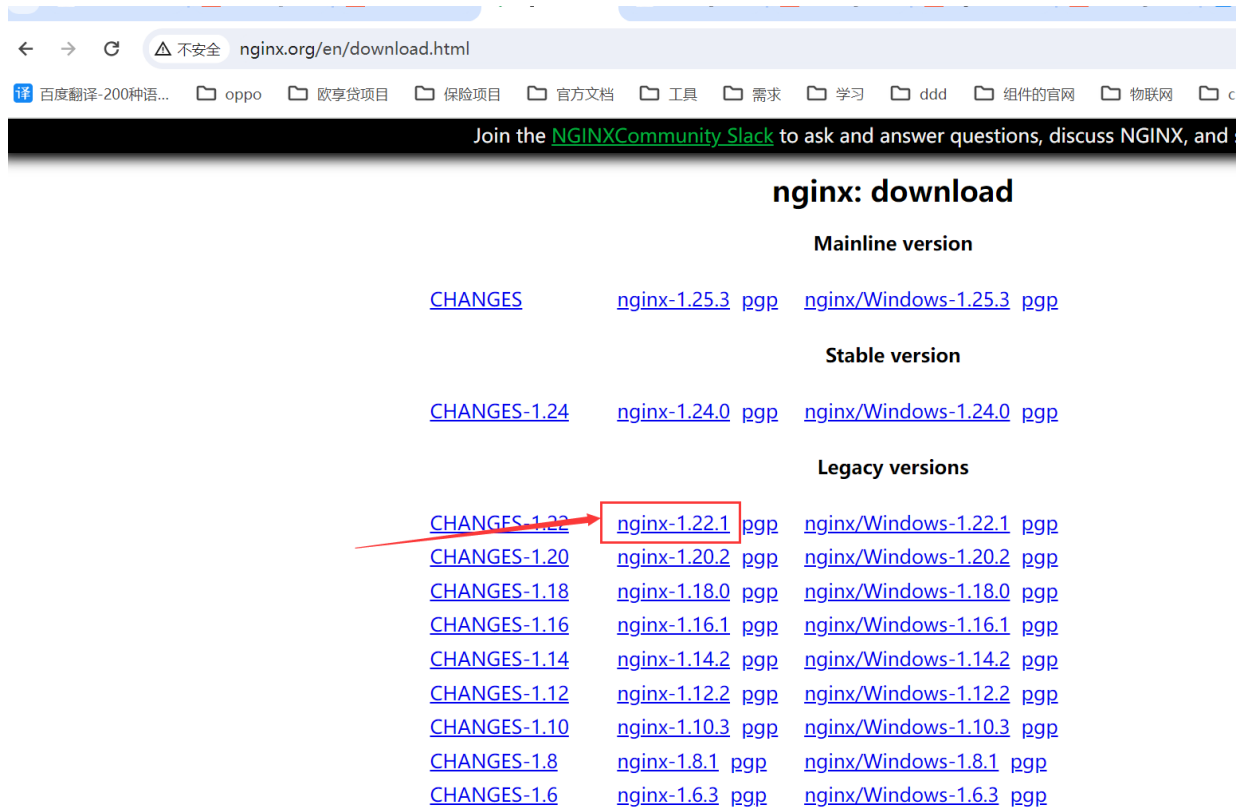 不安全 nginx.org/en/download.html
译 百度翻译-200种语... oppo 欧享贷项目 保险项目 官方文档 工具 需求 学习 ddd 组件的官网 物联网 c
Join the NGINXCommunity Slack to ask and answer questions, discuss NGINX, and
nginx: download
Mainline version
CHANGES nginx-1.25.3 pgp nginx/Windows-1.25.3 pgp
Stable version
CHANGES-1.24 nginx-1.24.0 pgp nginx/Windows-1.24.0 pgp
Legacy versions
CHANGES-1.22 nginx-1.22.1 pgp nginx/Windows-1.22.1 pgp
CHANGES-1.20 nginx-1.20.2 pgp nginx/Windows-1.20.2 pgp
CHANGES-1.18 nginx-1.18.0 pgp nginx/Windows-1.18.0 pgp
CHANGES-1.16 nginx-1.16.1 pgp nginx/Windows-1.16.1 pgp
CHANGES-1.14 nginx-1.14.2 pgp nginx/Windows-1.14.2 pgp
CHANGES-1.12 nginx-1.12.2 pgp nginx/Windows-1.12.2 pgp
CHANGES-1.10 nginx-1.10.3 pgp nginx/Windows-1.10.3 pgp
CHANGES-1.8 nginx-1.8.1 pgp nginx/Windows-1.8.1 pgp
CHANGES-1.6 nginx-1.6.3 pgp nginx/Windows-1.6.3 pgp